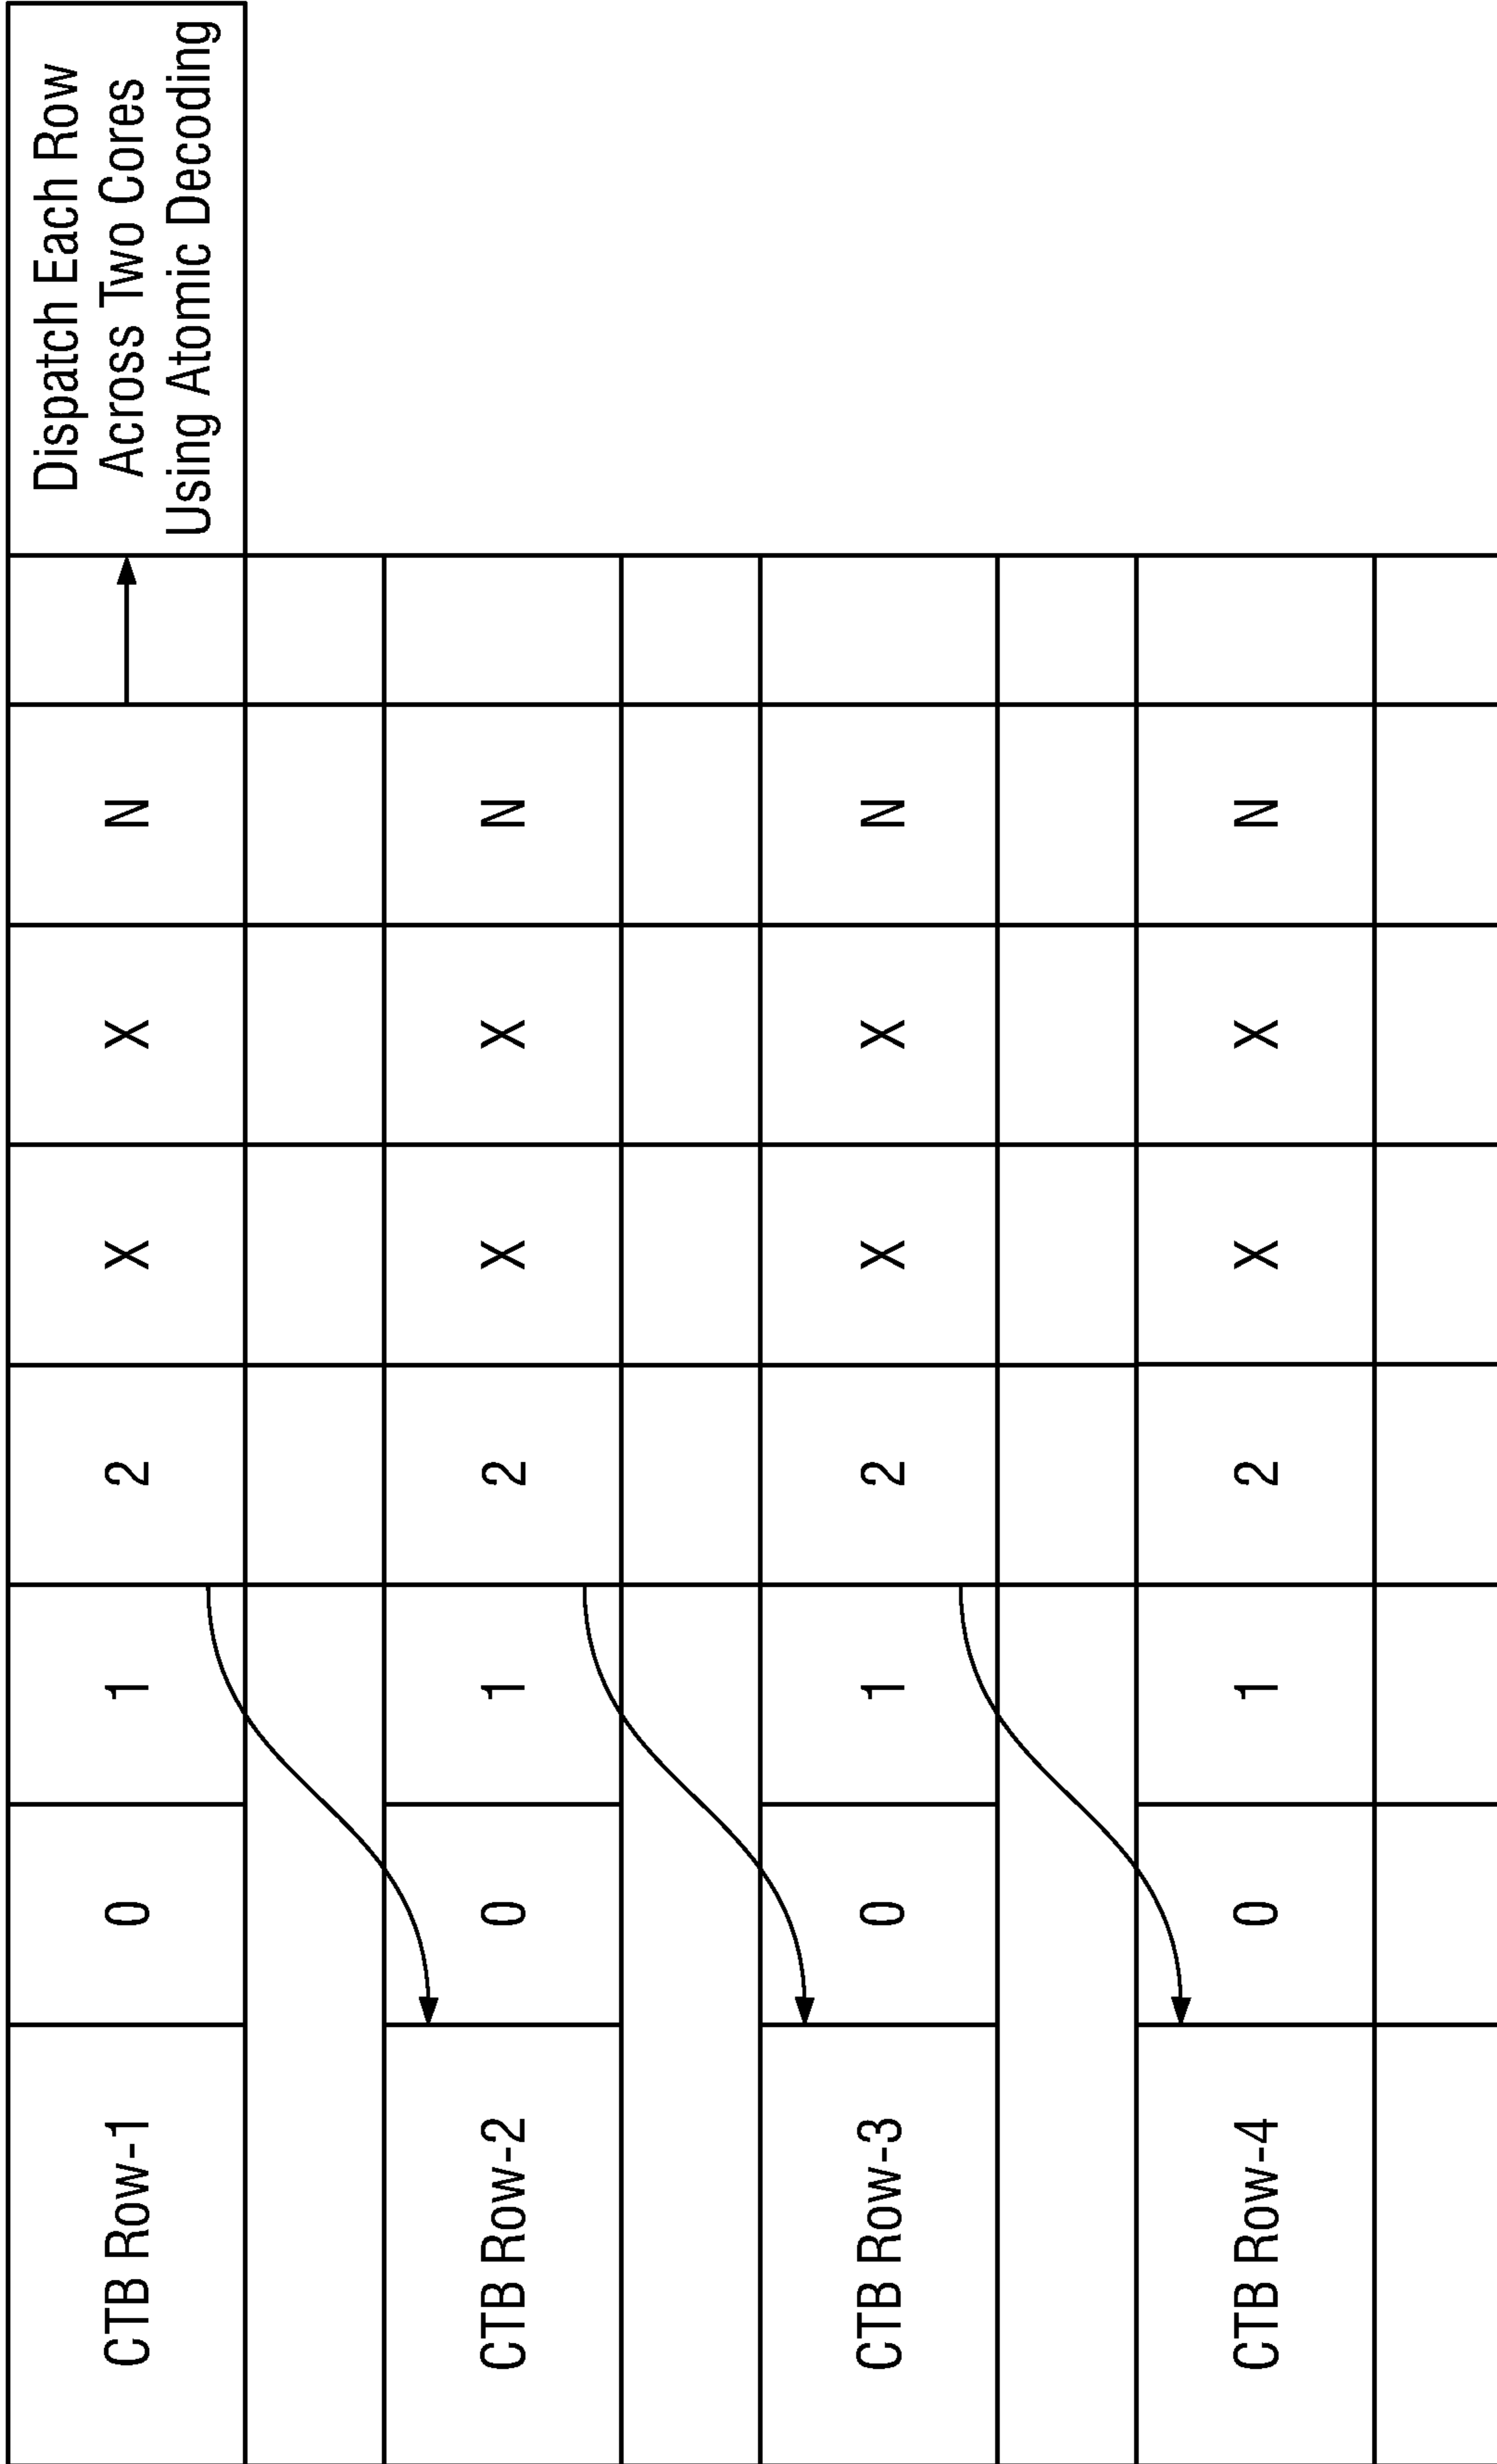 CTB Row-1 0 1 2 X X N
Dispatch Each Row
Across Two Cores
Using Atomic Decoding
CTB Row-2 0 1 2 X X N
CTB Row-3 0 1 2 X X N
CTB Row-4 0 1 2 X X N